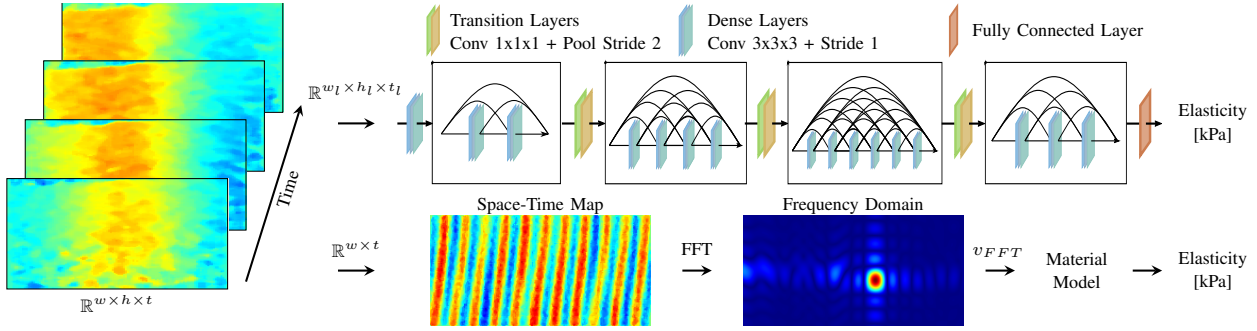 Transition Layers
Conv 1x1x1 + Pool Stride 2
Dense Layers
Conv 3x3x3 + Stride 1
Fully Connected Layer
ℝ^{w_l×h_l×t_l}
Elasticity
[kPa]
Time
ℝ^{w×h×t}
ℝ^{w×t}
Space-Time Map
FFT
Frequency Domain
v_{FFT}
Material
Model
Elasticity
[kPa]